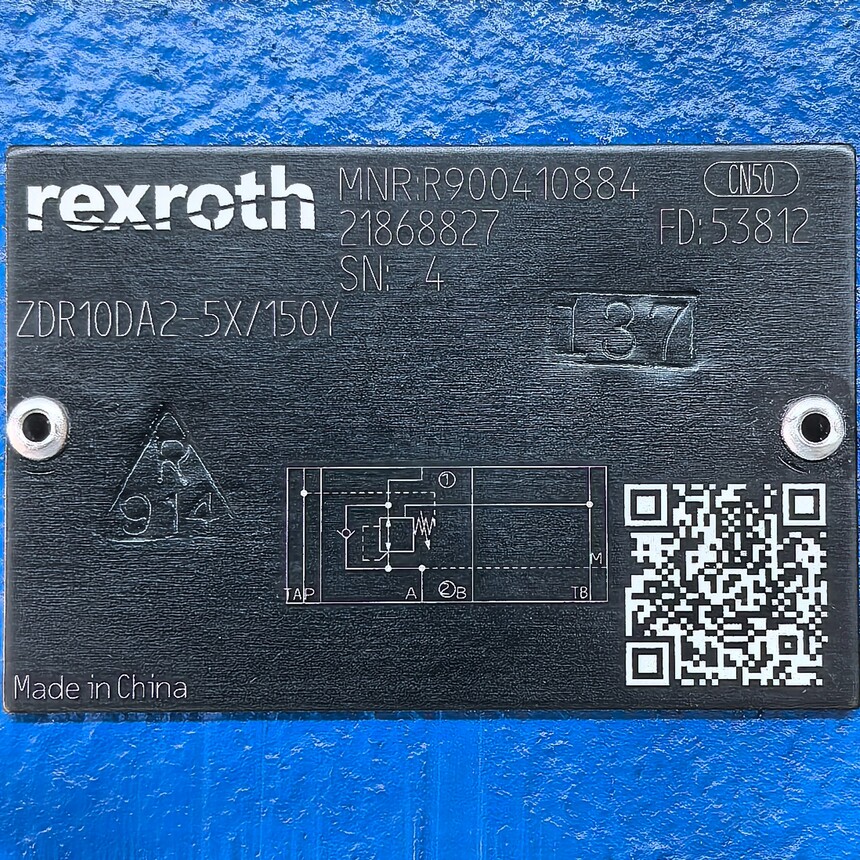 rexroth
MNR:R900410884
CN50
21868827
FD:53812
SN: 4
ZDR10DA2-5X/150Y
137
R
914
①
M
TA P
A ② B
TB
Made in China